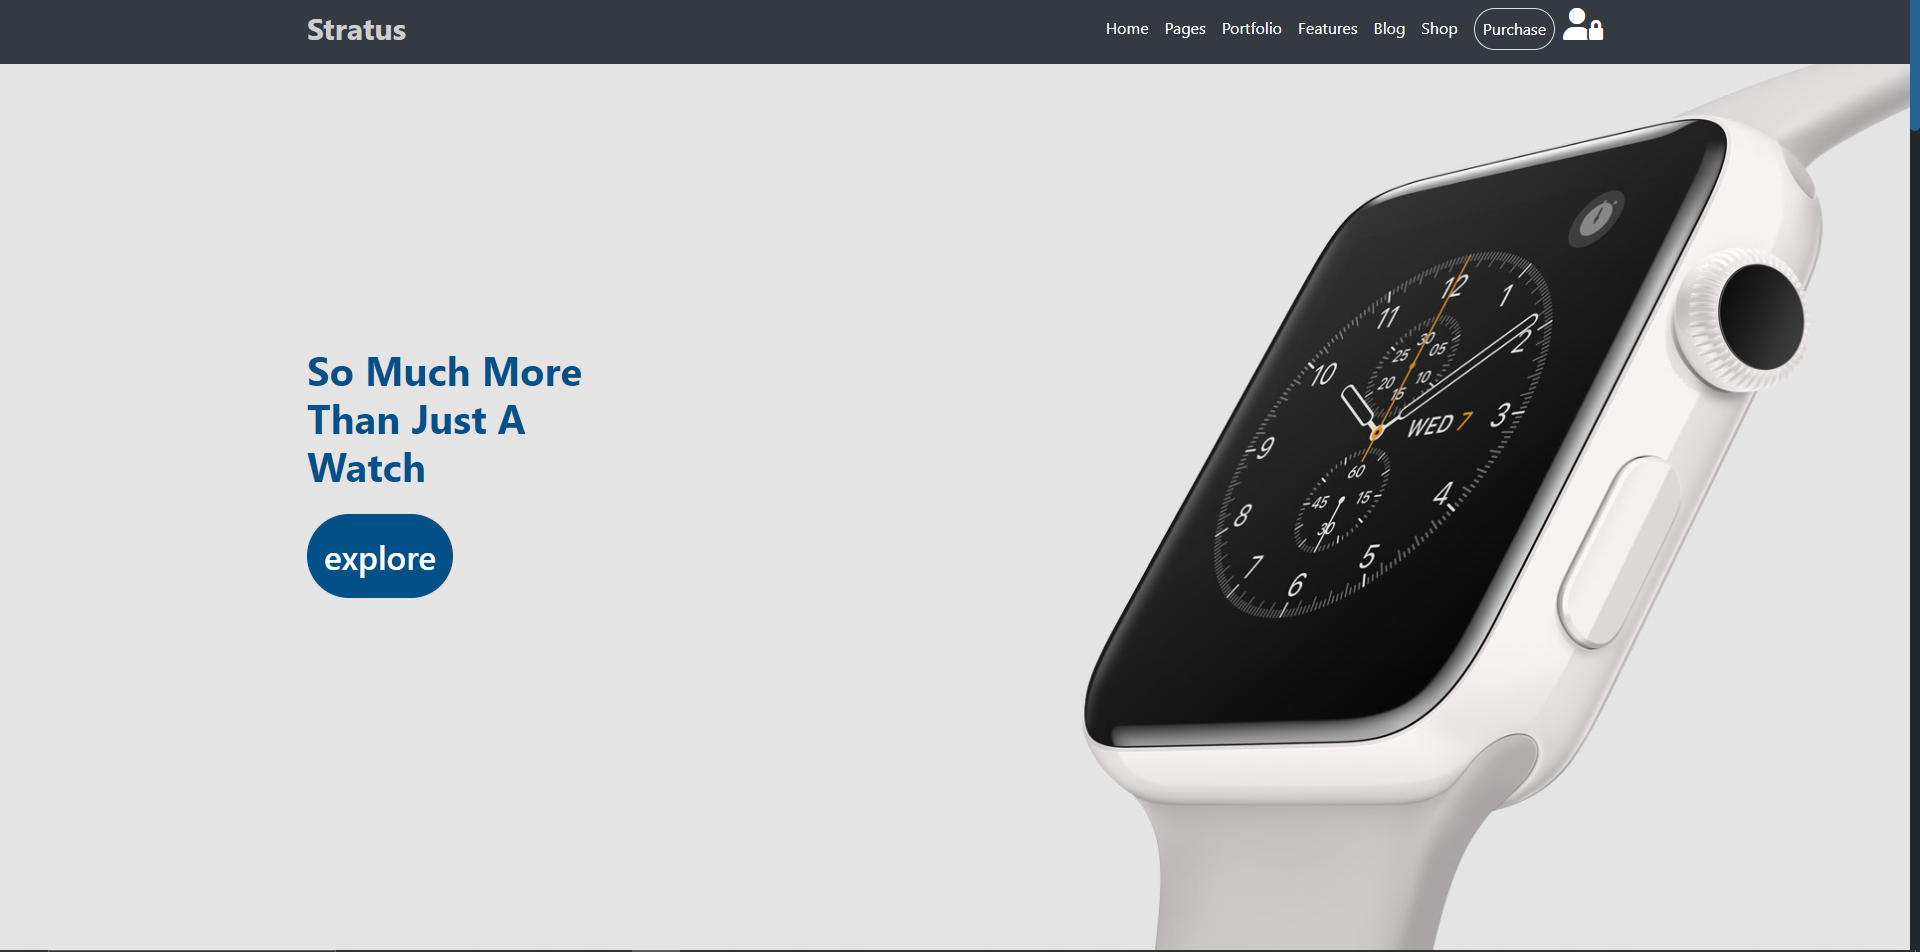 Stratus
Home Pages Portfolio Features Blog Shop Purchase
So Much More
Than Just A
Watch
explore
12
11 1
30
25 05
2
10 20 10
15
WED 7 3
9
60
45 15 4
8
30
7 5
6